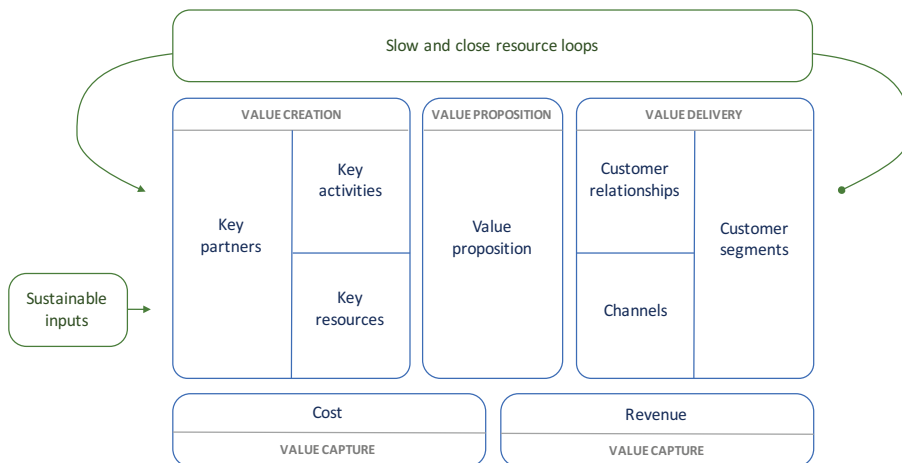 Slow and close resource loops
VALUE CREATION
VALUE PROPOSITION
VALUE DELIVERY
Key
partners
Key
activities
Key
resources
Value
proposition
Customer
relationships
Channels
Customer
segments
Sustainable
inputs
Cost
VALUE CAPTURE
Revenue
VALUE CAPTURE